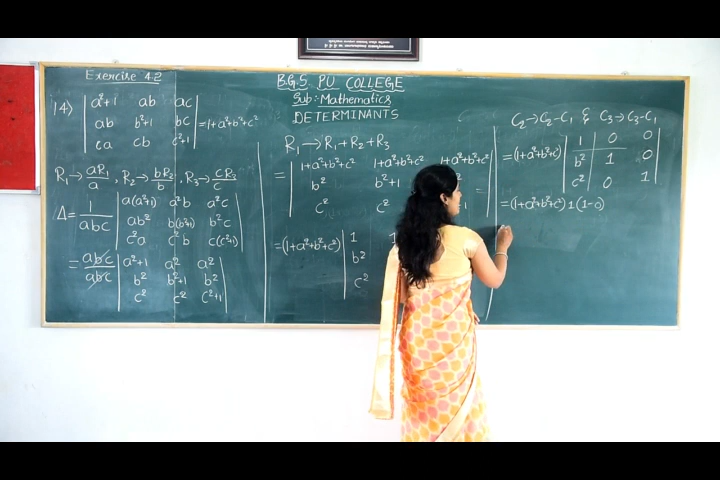 Exercise 4.2
14) | a²+1 ab ac |
| ab b²+1 bc | = 1+a²+b²+c²
| ca cb c²+1 |
R₁→aR₁/a, R₂→bR₂/b, R₃→cR₃/c
Δ = 1/abc | a(a²+1) a²b a²c |
| ab² b(b²+1) b²c |
| c²a c²b c(c²+1) |
= abc/abc | a²+1 a² a² |
| b² b²+1 b² |
| c² c² c²+1 |
B.G.S PU COLLEGE
Sub: Mathematics
DETERMINANTS
R₁→R₁+R₂+R₃
= | 1+a²+b²+c² 1+a²+b²+c² 1+a²+b²+c² |
| b² b²+1
| c² c²
= (1+a²+b²+c²) | 1 1
| b²
| c²
C₂→C₂-C₁ & C₃→C₃-C₁
= (1+a²+b²+c) | 1 0 0 |
| b² 1 0 |
| c² 0 1 |
= (1+a²+b²+c²) 1(1-0)